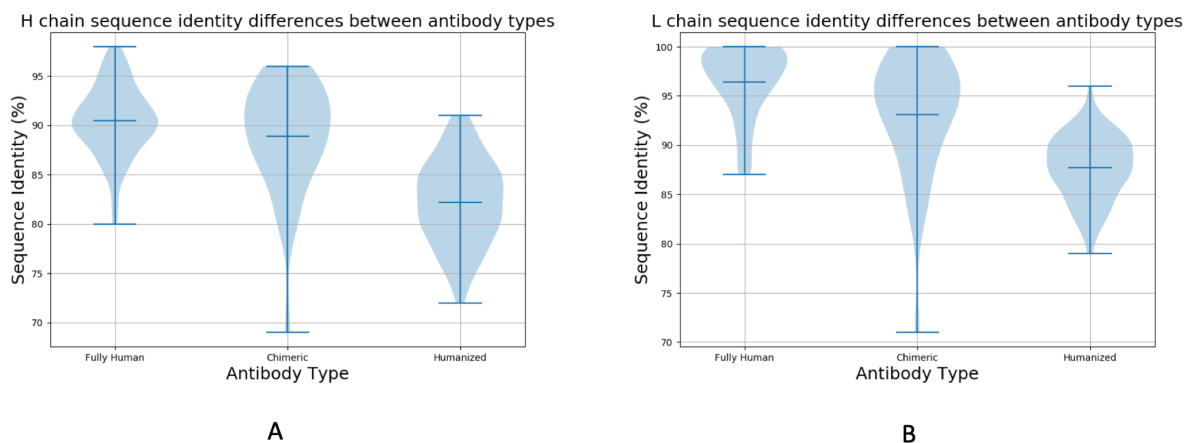 H chain sequence identity differences between antibody types
95
90
85
80
75
70
Sequence Identity (%)
Fully Human Chimeric Humanized
Antibody Type
A
L chain sequence identity differences between antibody types
100
95
90
85
80
75
70
Sequence Identity (%)
Fully Human Chimeric Humanized
Antibody Type
B